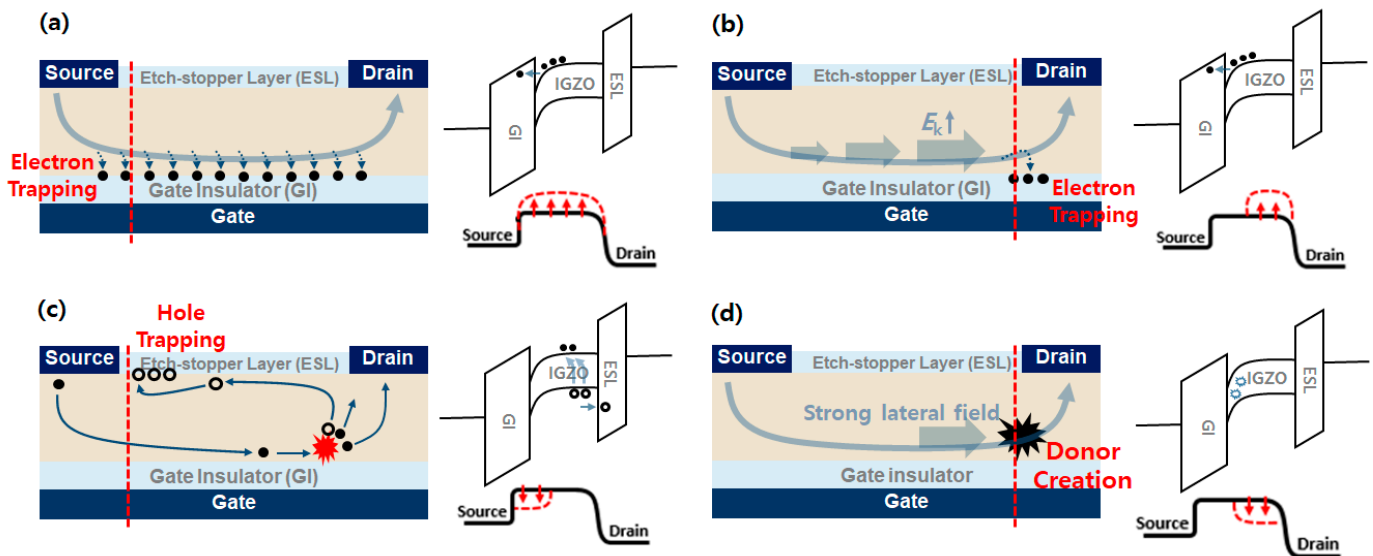 (a)
Source
Etch-stopper Layer (ESL)
Drain
Electron
Trapping
Gate Insulator (GI)
Gate
GI
IGZO
ESL
Source
Drain
(b)
Source
Etch-stopper Layer (ESL)
Drain
Ek↑
Gate Insulator (GI)
Electron
Trapping
Gate
GI
IGZO
ESL
Source
Drain
(c)
Hole
Trapping
Source
Etch-stopper Layer (ESL)
Drain
Gate Insulator (GI)
Gate
GI
IGZO
ESL
Source
Drain
(d)
Source
Etch-stopper Layer (ESL)
Drain
Strong lateral field
Donor
Creation
Gate insulator
Gate
GI
IGZO
ESL
Source
Drain